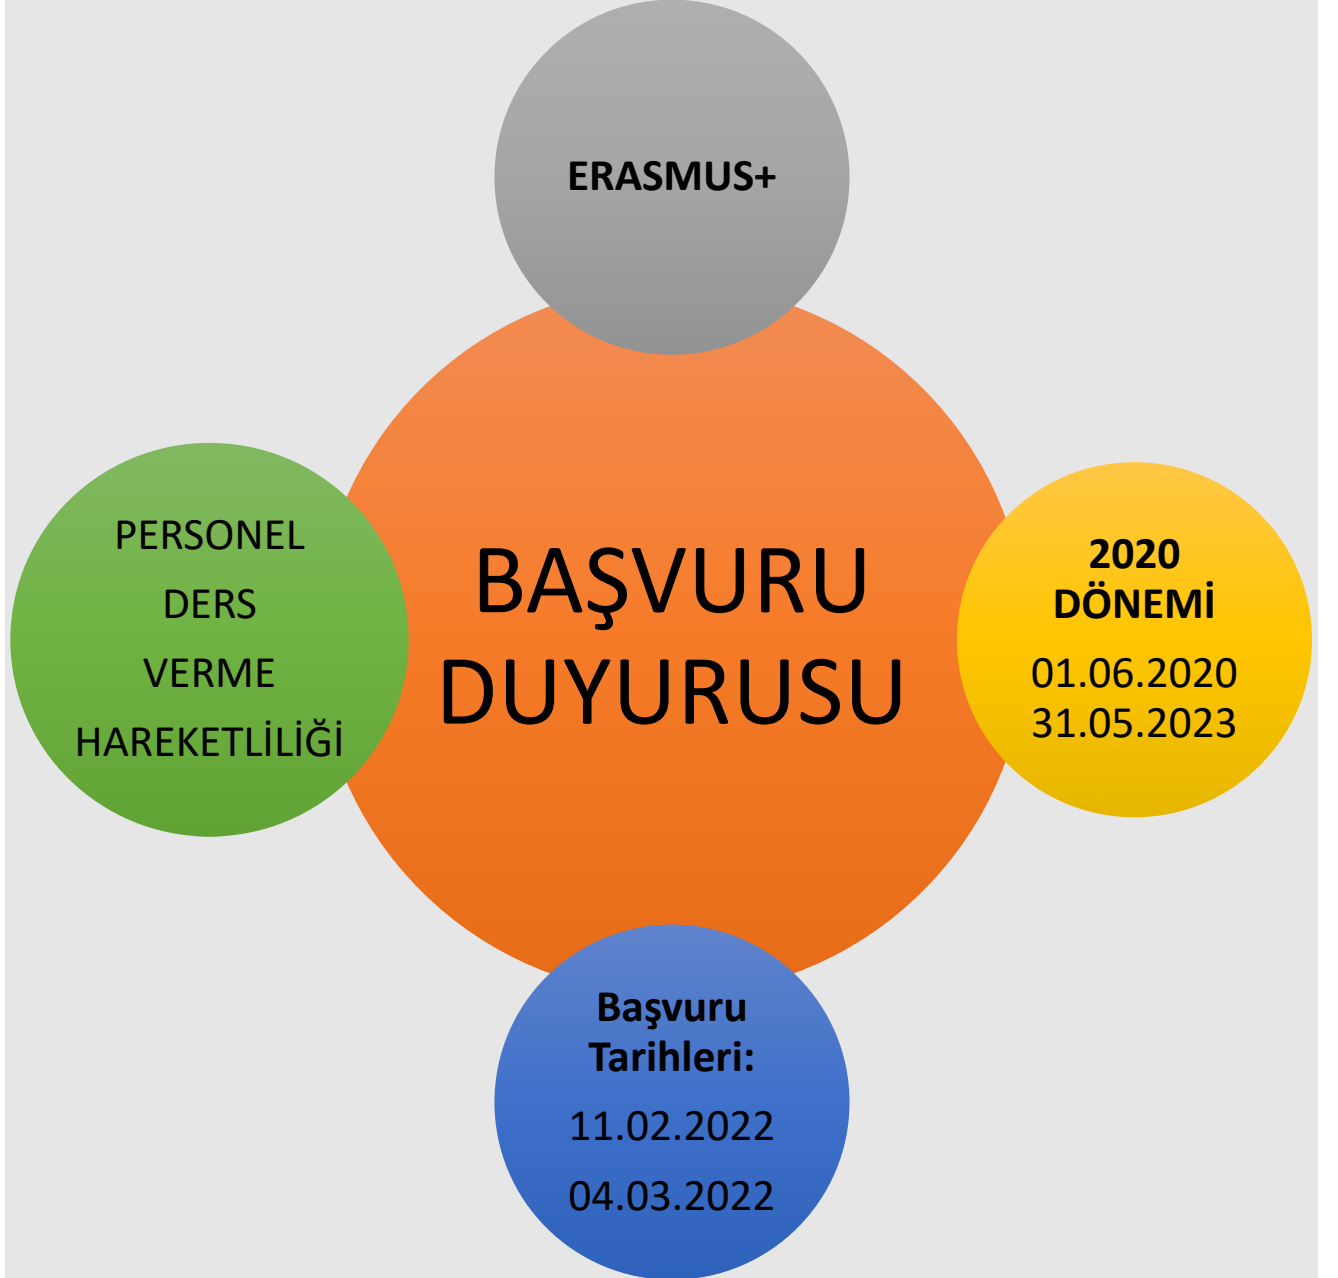 ERASMUS+
PERSONEL
DERS
VERME
HAREKETLİLİĞİ
BAŞVURU
DUYURUSU
2020
DÖNEMİ
01.06.2020
31.05.2023
Başvuru
Tarihleri:
11.02.2022
04.03.2022